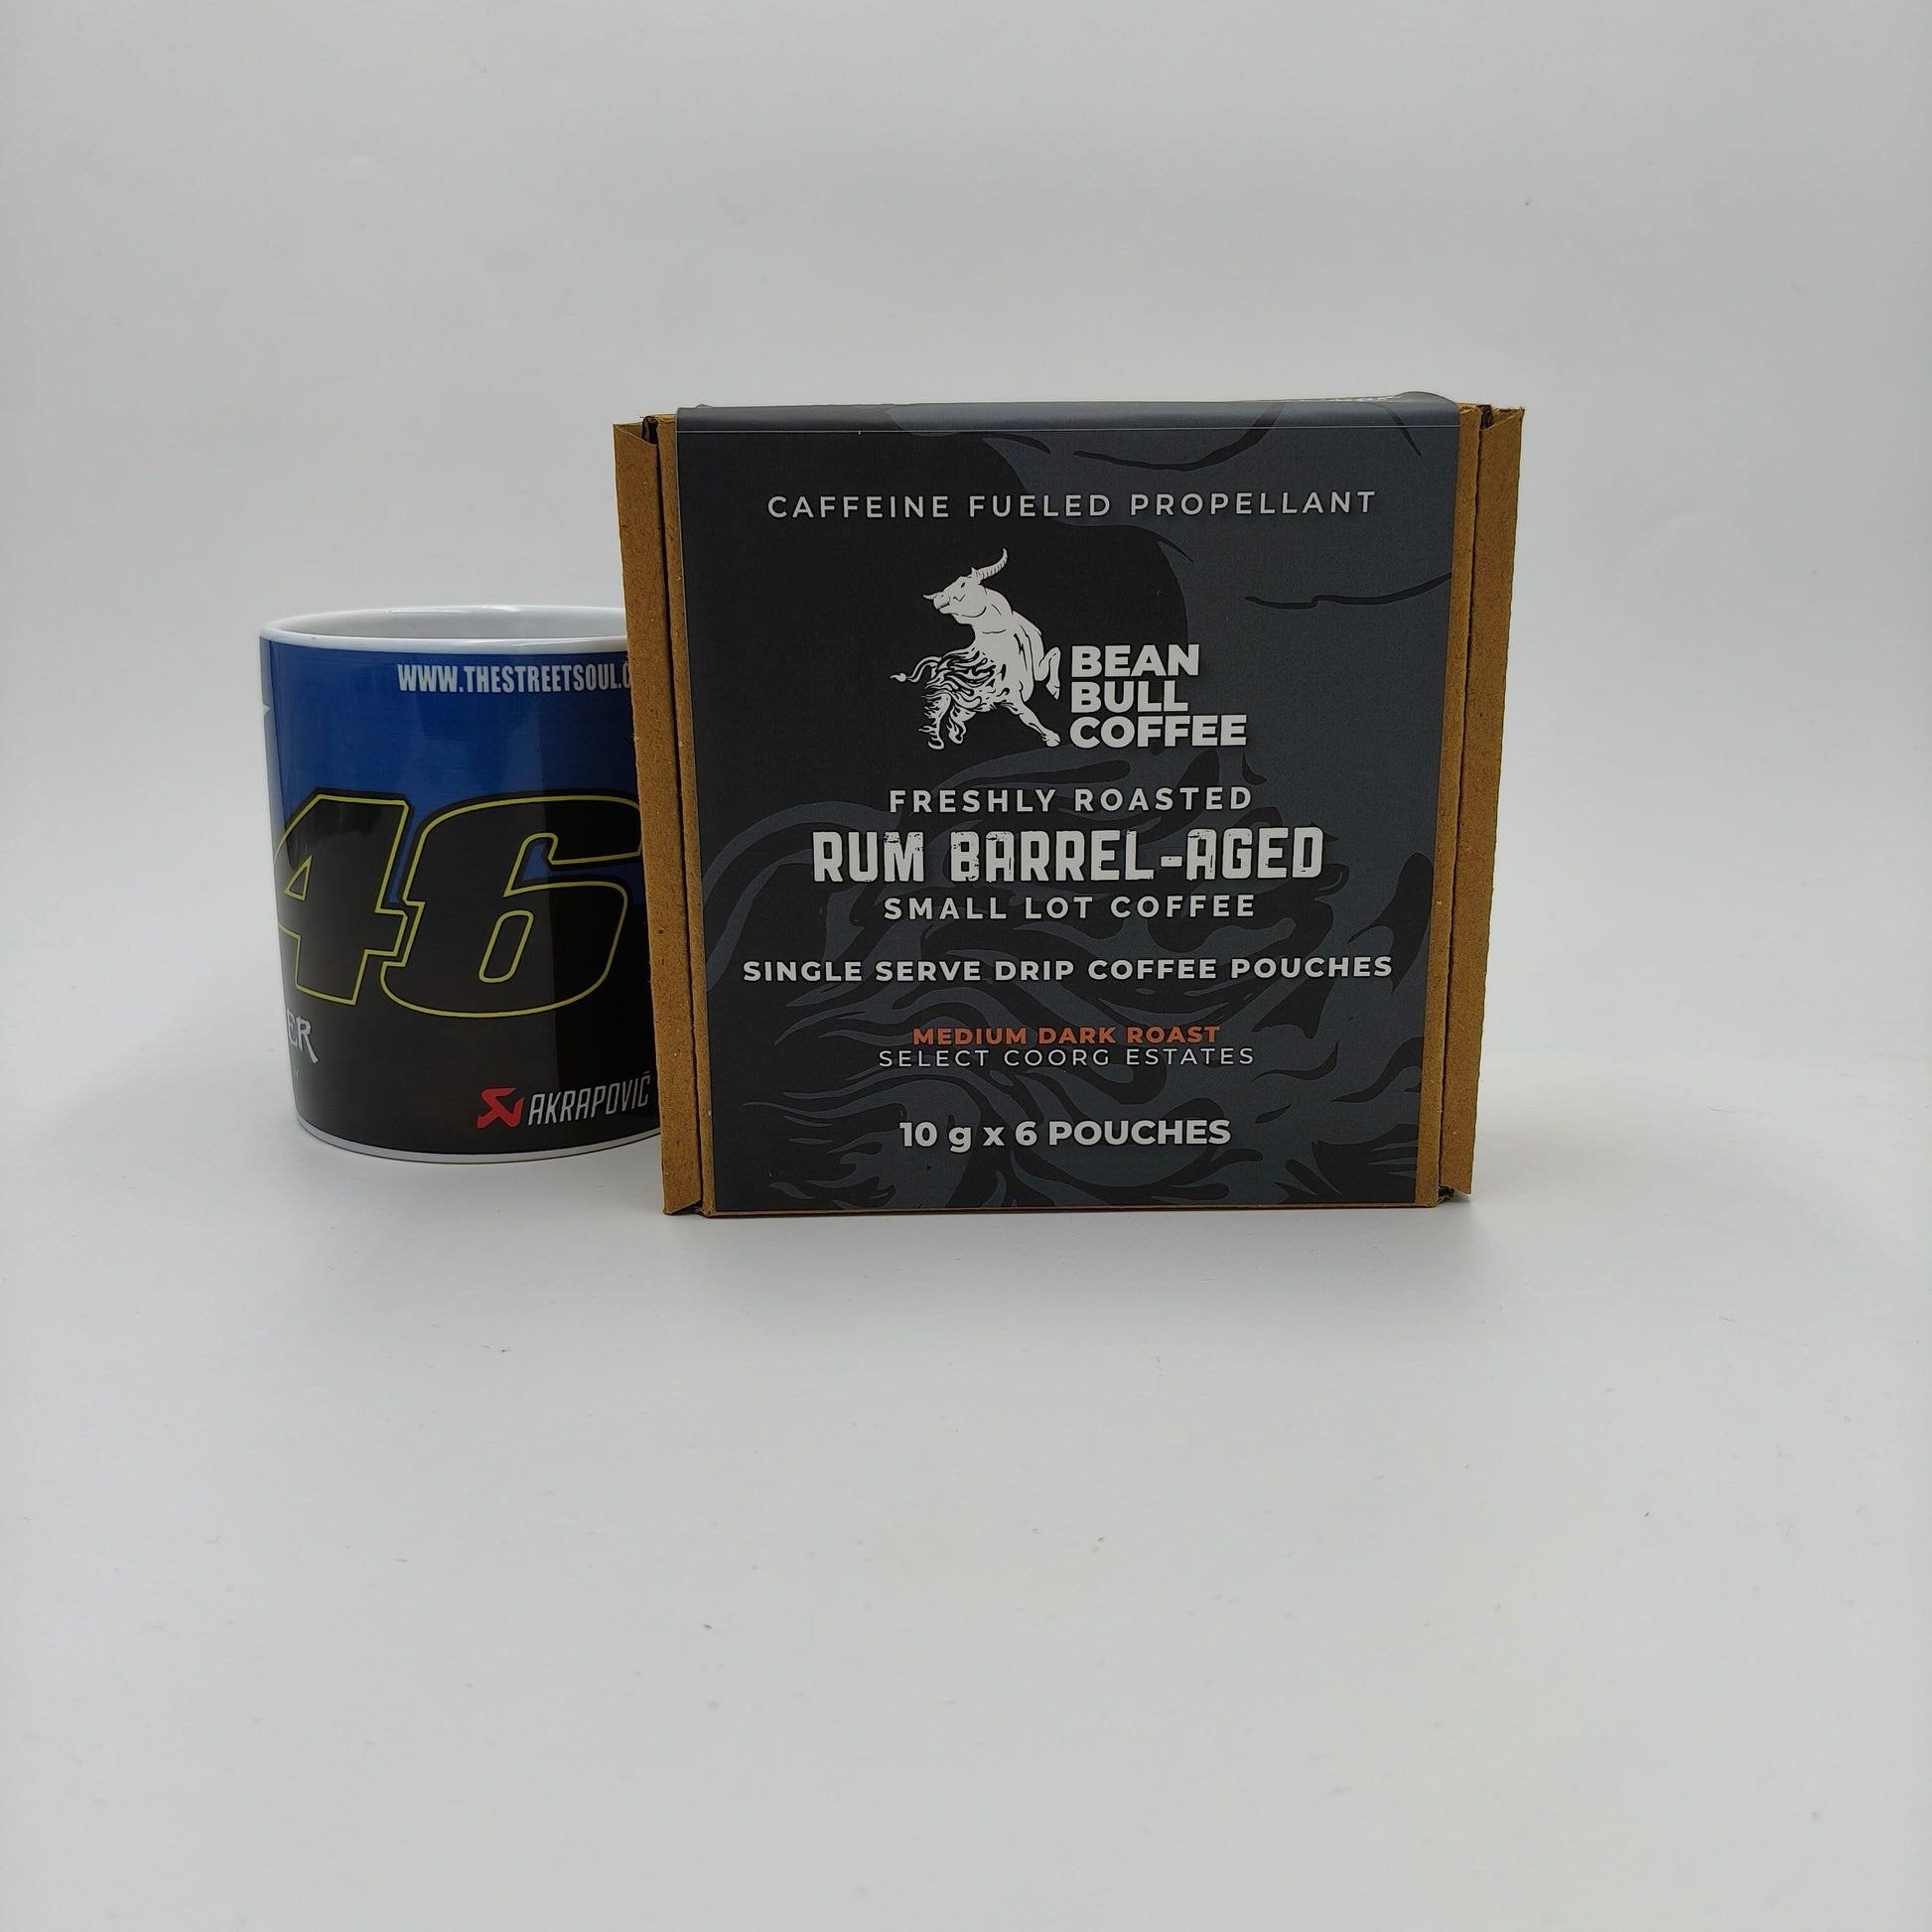 WWW.THESTREETSOUL.
46
AKRAPOVIČ
CAFFEINE FUELED PROPELLANT
BEAN
BULL
COFFEE
FRESHLY ROASTED
RUM BARREL-AGED
SMALL LOT COFFEE
SINGLE SERVE DRIP COFFEE POUCHES
MEDIUM DARK ROAST
SELECT COORG ESTATES
10 g x 6 POUCHES